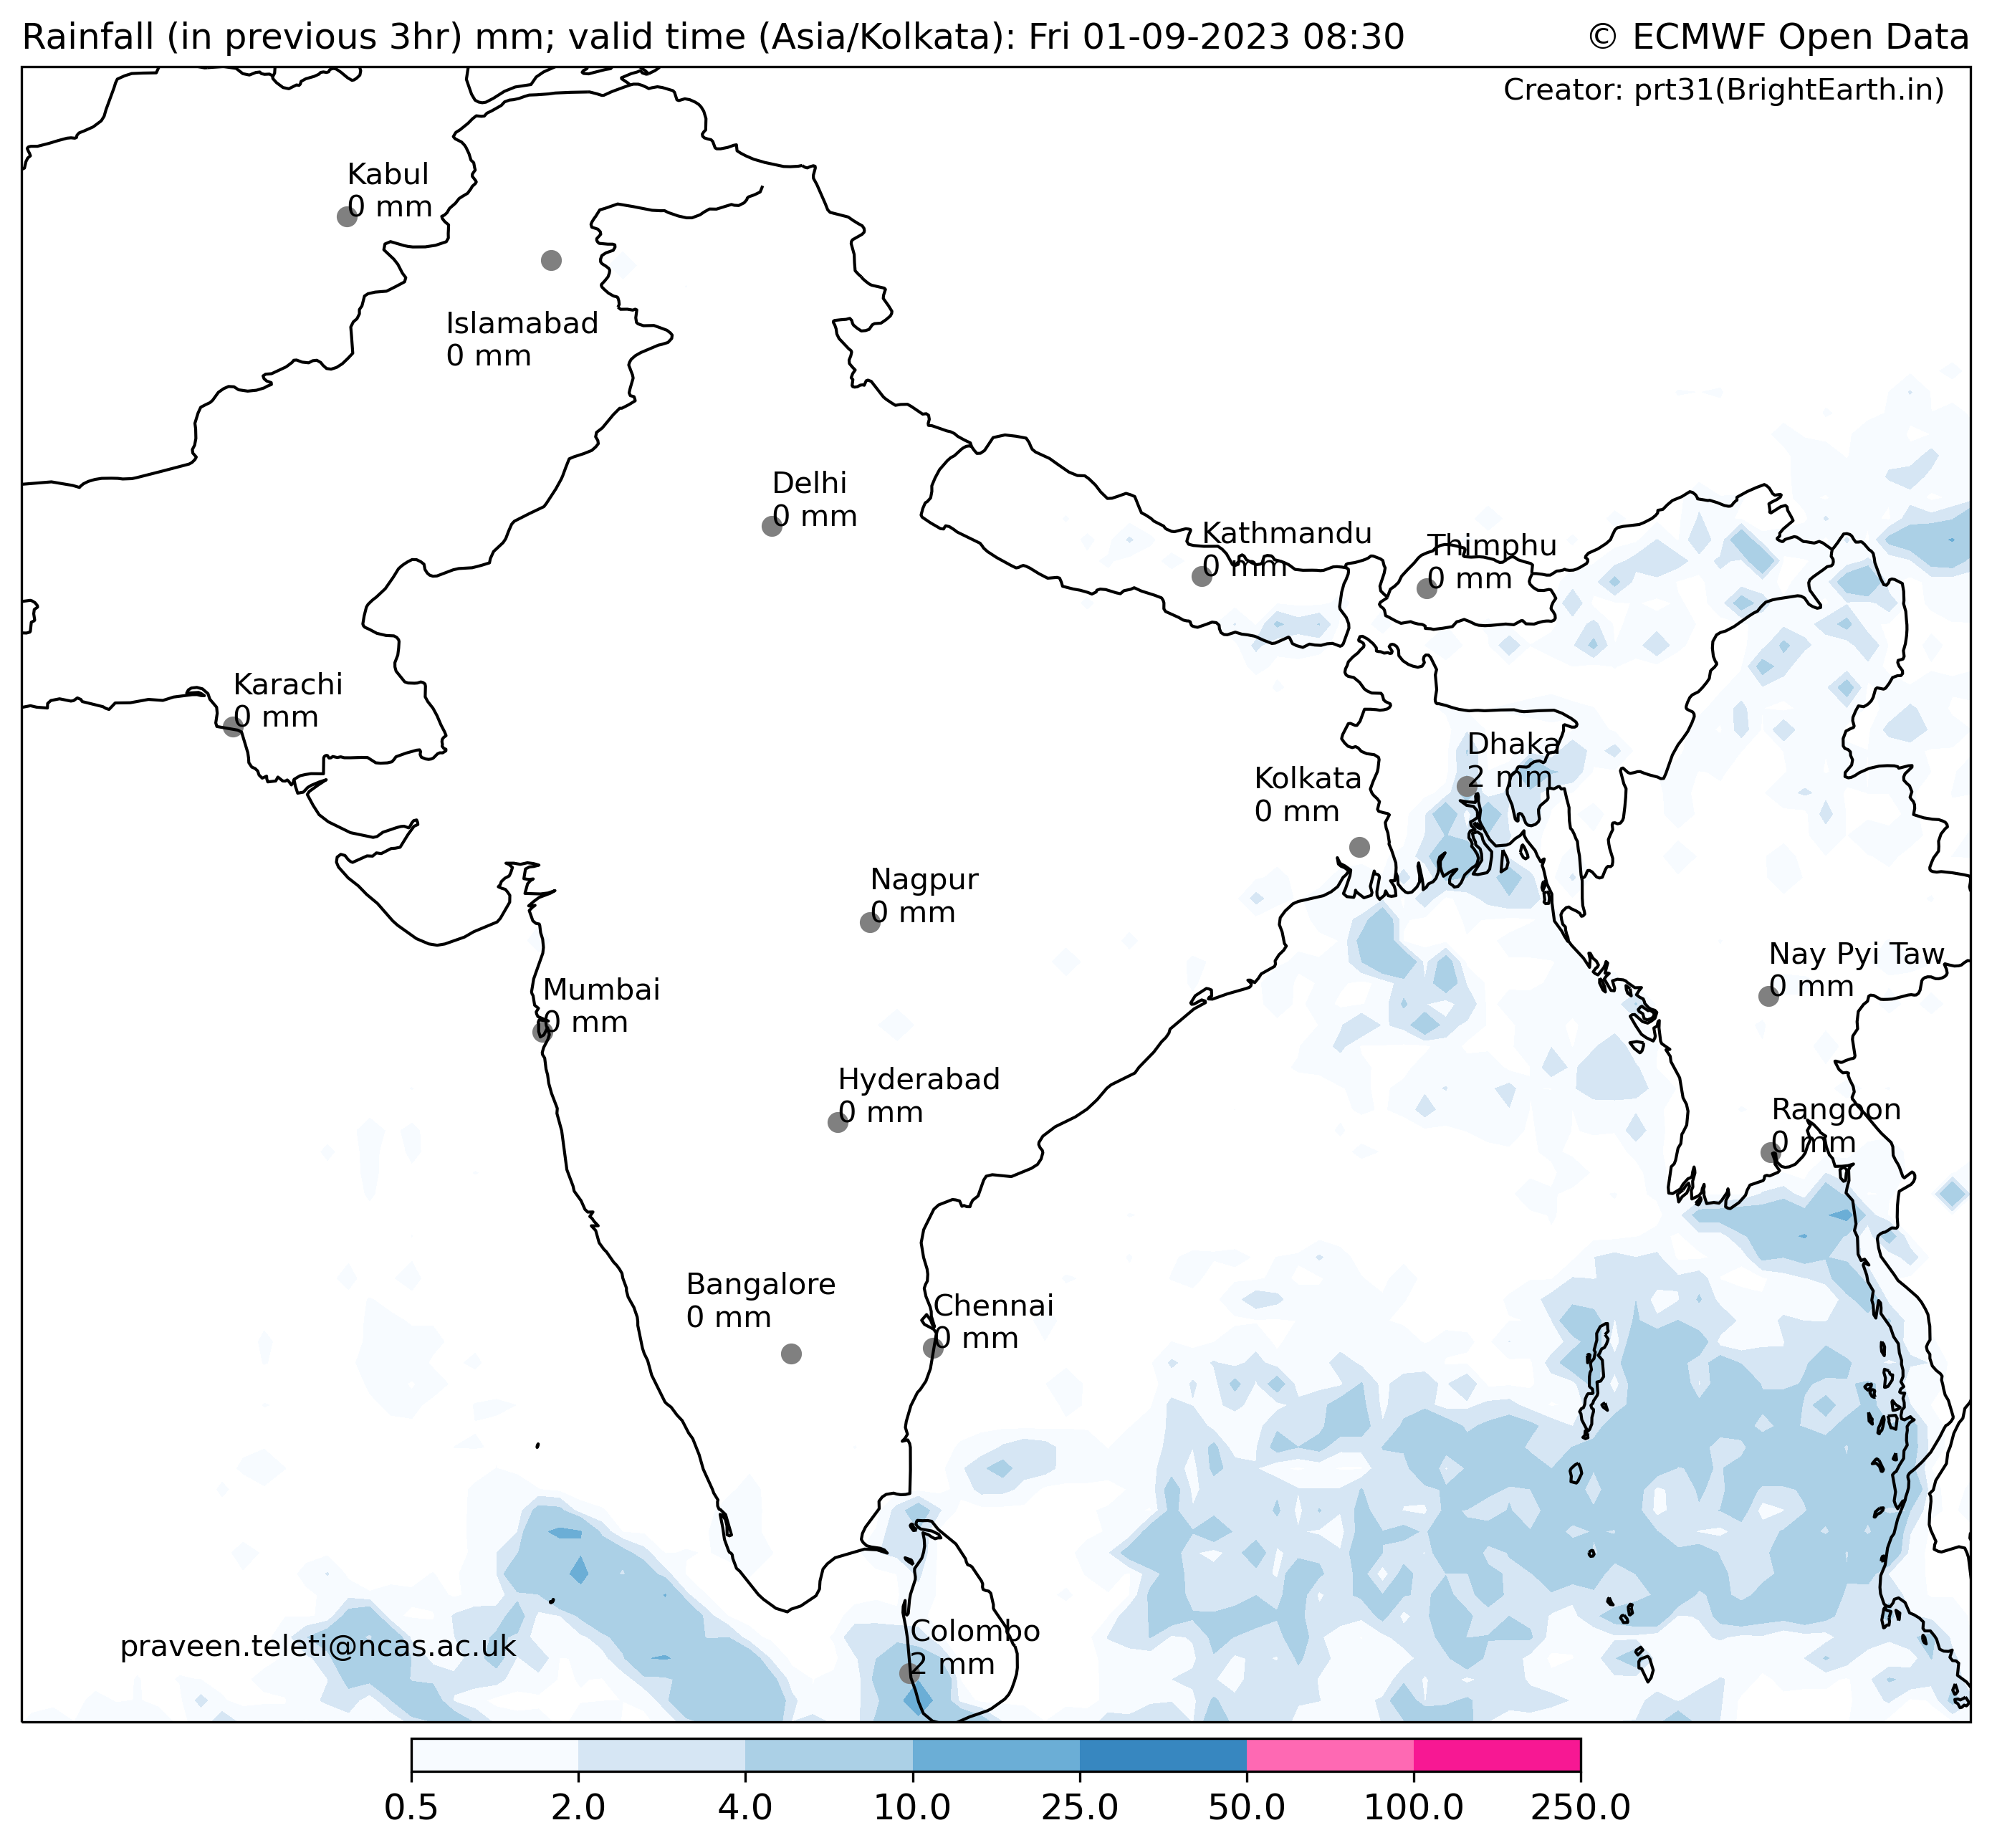 Rainfall (in previous 3hr) mm; valid time (Asia/Kolkata): Fri 01-09-2023 08:30
© ECMWF Open Data
Creator: prt31(BrightEarth.in)
Kabul
0 mm
Islamabad
0 mm
Delhi
0 mm
Kathmandu
0 mm
Thimphu
0 mm
Karachi
0 mm
Dhaka
2 mm
Kolkata
0 mm
Nagpur
0 mm
Nay Pyi Taw
0 mm
Mumbai
0 mm
Hyderabad
0 mm
Rangoon
0 mm
Bangalore
0 mm
Chennai
0 mm
Colombo
2 mm
praveen.teleti@ncas.ac.uk
0.5 2.0 4.0 10.0 25.0 50.0 100.0 250.0